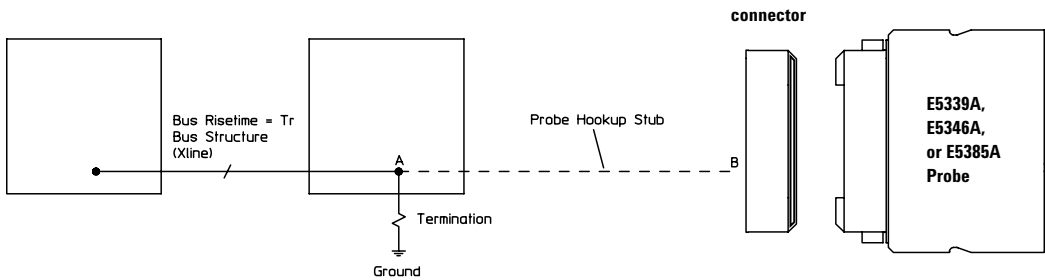 connector
Bus Risetime = Tr
Bus Structure
(Xline)
A
Termination
Ground
Probe Hookup Stub
B
E5339A,
E5346A,
or E5385A
Probe